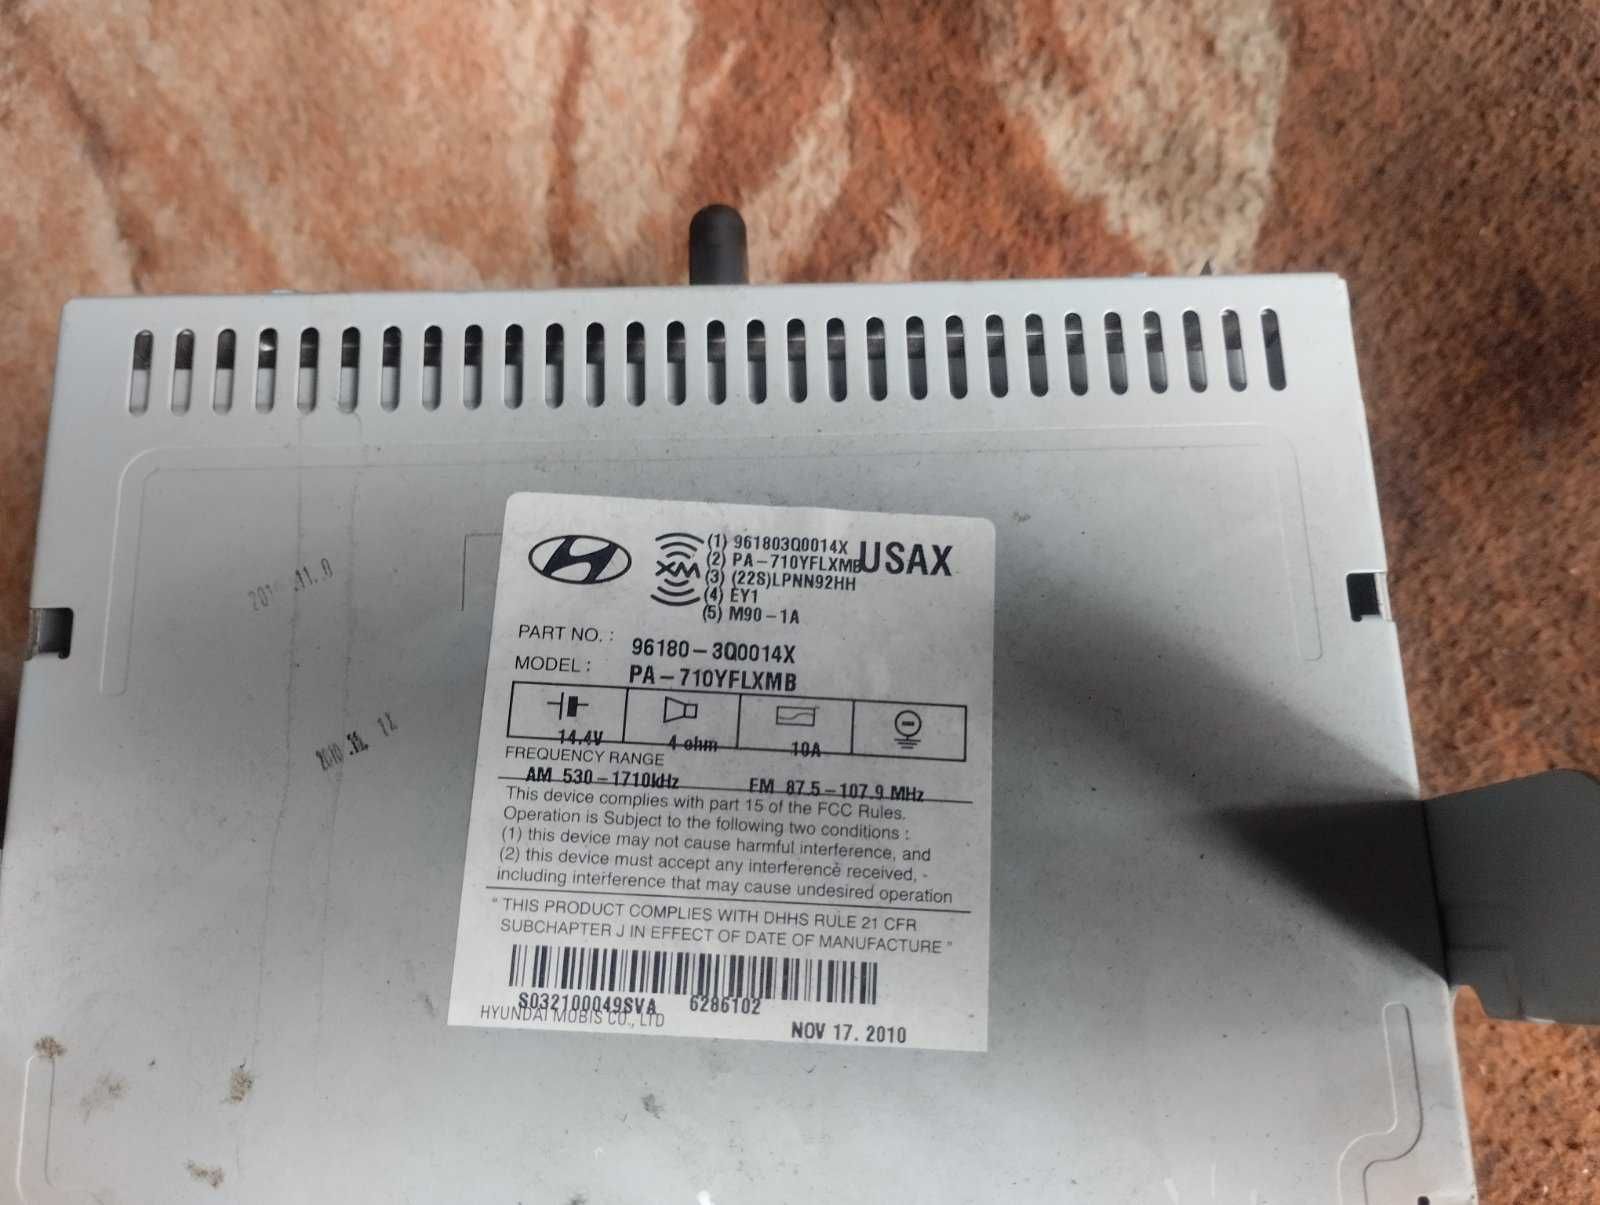 XM
(1) 961803Q0014X
USAX
(2) PA-710YFLXMB
(3) (22S)LPNN92HH
(4) EY1
(5) M90-1A
PART NO. : 96180-3Q0014X
MODEL : PA-710YFLXMB
14.4V 4 ohm 10A
FREQUENCY RANGE
AM 530-1710kHz FM 87.5-107.9 MHz
This device complies with part 15 of the FCC Rules.
Operation is Subject to the following two conditions :
(1) this device may not cause harmful interference, and
(2) this device must accept any interference received,
including interference that may cause undesired operation
" THIS PRODUCT COMPLIES WITH DHHS RULE 21 CFR
SUBCHAPTER J IN EFFECT OF DATE OF MANUFACTURE "
S032100049SVA 6286102
HYUNDAI MOBIS CO., LTD
NOV 17. 2010